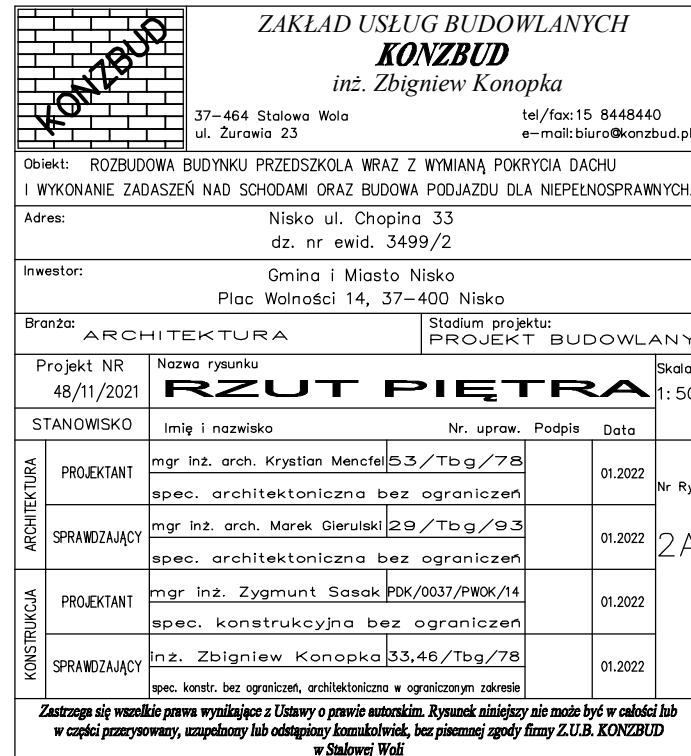 KONZBUD
ZAKŁAD USŁUG BUDOWLANYCH
KONZBUD
inż. Zbigniew Konopka
37-464 Stalowa Wola
ul. Żurawia 23
tel/fax:15 8448440
e-mail:biuro@konzbud.pl
Obiekt: ROZBUDOWA BUDYNKU PRZEDSZKOLA WRAZ Z WYMIANĄ POKRYCIA DACHU
I WYKONANIE ZADASZEŃ NAD SCHODAMI ORAZ BUDOWA PODJAZDU DLA NIEPEŁNOSPRAWNYCH.
Adres: Nisko ul. Chopina 33
dz. nr ewid. 3499/2
Inwestor: Gmina i Miasto Nisko
Plac Wolności 14, 37-400 Nisko
Branża: ARCHITEKTURA
Stadium projektu:
PROJEKT BUDOWLANY
Projekt NR
48/11/2021
Nazwa rysunku
RZUT PIĘTRA
Skala
1:50
STANOWISKO Imię i nazwisko Nr. upraw. Podpis Data
ARCHITEKTURA
PROJEKTANT
mgr inż. arch. Krystian Mencfel 53/Tbg/78
spec. architektoniczna bez ograniczeń
01.2022
Nr Ry
2A
SPRAWDZAJĄCY
mgr inż. arch. Marek Gierulski 29/Tbg/93
spec. architektoniczna bez ograniczeń
01.2022
KONSTRUKCJA
PROJEKTANT
mgr inż. Zygmunt Sasak PDK/0037/PWOK/14
spec. konstrukcyjna bez ograniczeń
01.2022
SPRAWDZAJĄCY
inż. Zbigniew Konopka 33,46/Tbg/78
spec. konstr. bez ograniczeń, architektoniczna w ograniczonym zakresie
01.2022
Zastrzega się wszelkie prawa wynikające z Ustawy o prawie autorskim. Rysunek niniejszy nie może być w całości lub
w części przerysowany, uzupełniony lub odstąpiony komukolwiek, bez pisemnej zgody firmy Z.U.B. KONZBUD
w Stalowej Woli